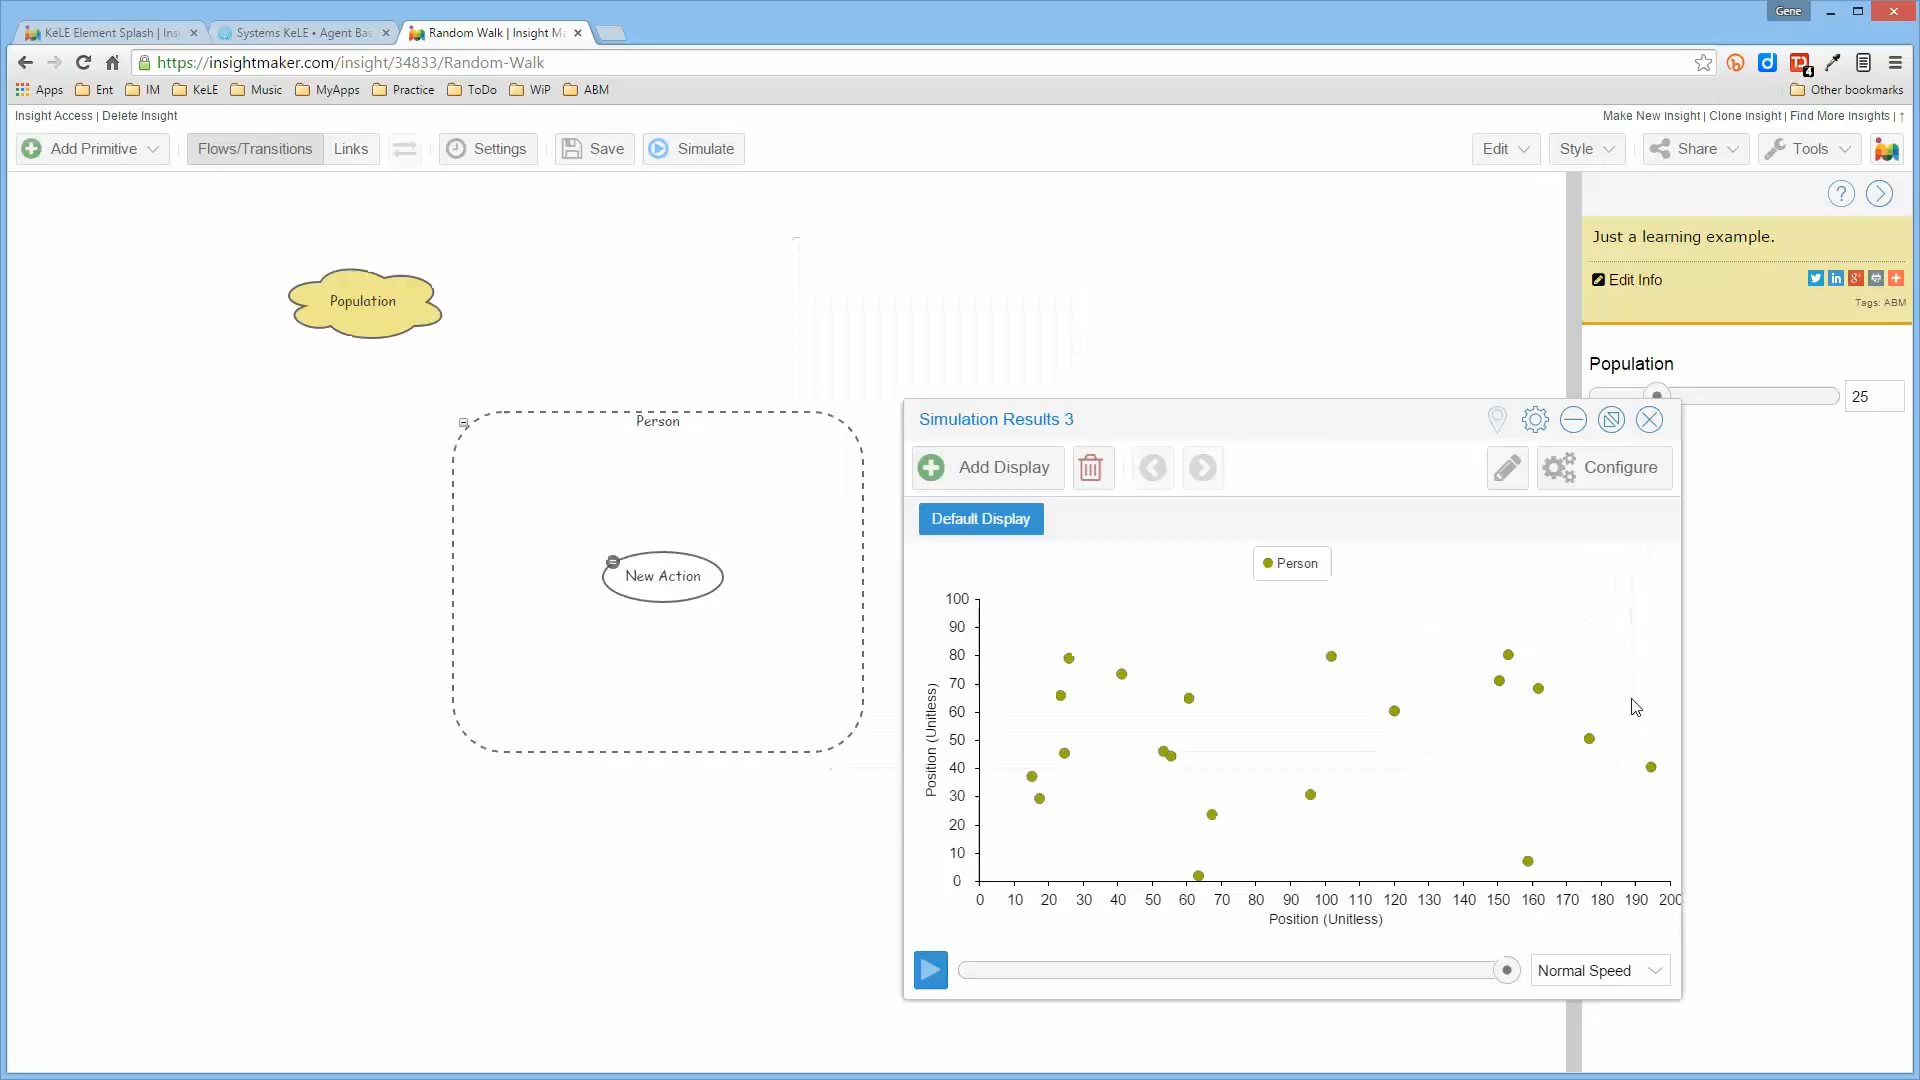 Gene
KeLE Element Splash | Insi
Systems KeLE • Agent Bas
Random Walk | Insight Ma
https://insightmaker.com/insight/34833/Random-Walk
4
Apps Ent IM KeLE Music MyApps Practice ToDo WiP ABM Other bookmarks
Insight Access | Delete Insight
Make New Insight | Clone Insight | Find More Insights | ↑
Add Primitive Flows/Transitions Links Settings Save Simulate Edit Style Share Tools
?
Just a learning example.
Edit Info
Tags: ABM
Population
25
Population
Person
New Action
Simulation Results 3
Add Display
Configure
Default Display
Person
100
90
80
70
60
50
40
30
20
10
0
Position (Unitless)
0 10 20 30 40 50 60 70 80 90 100 110 120 130 140 150 160 170 180 190 200
Position (Unitless)
Normal Speed